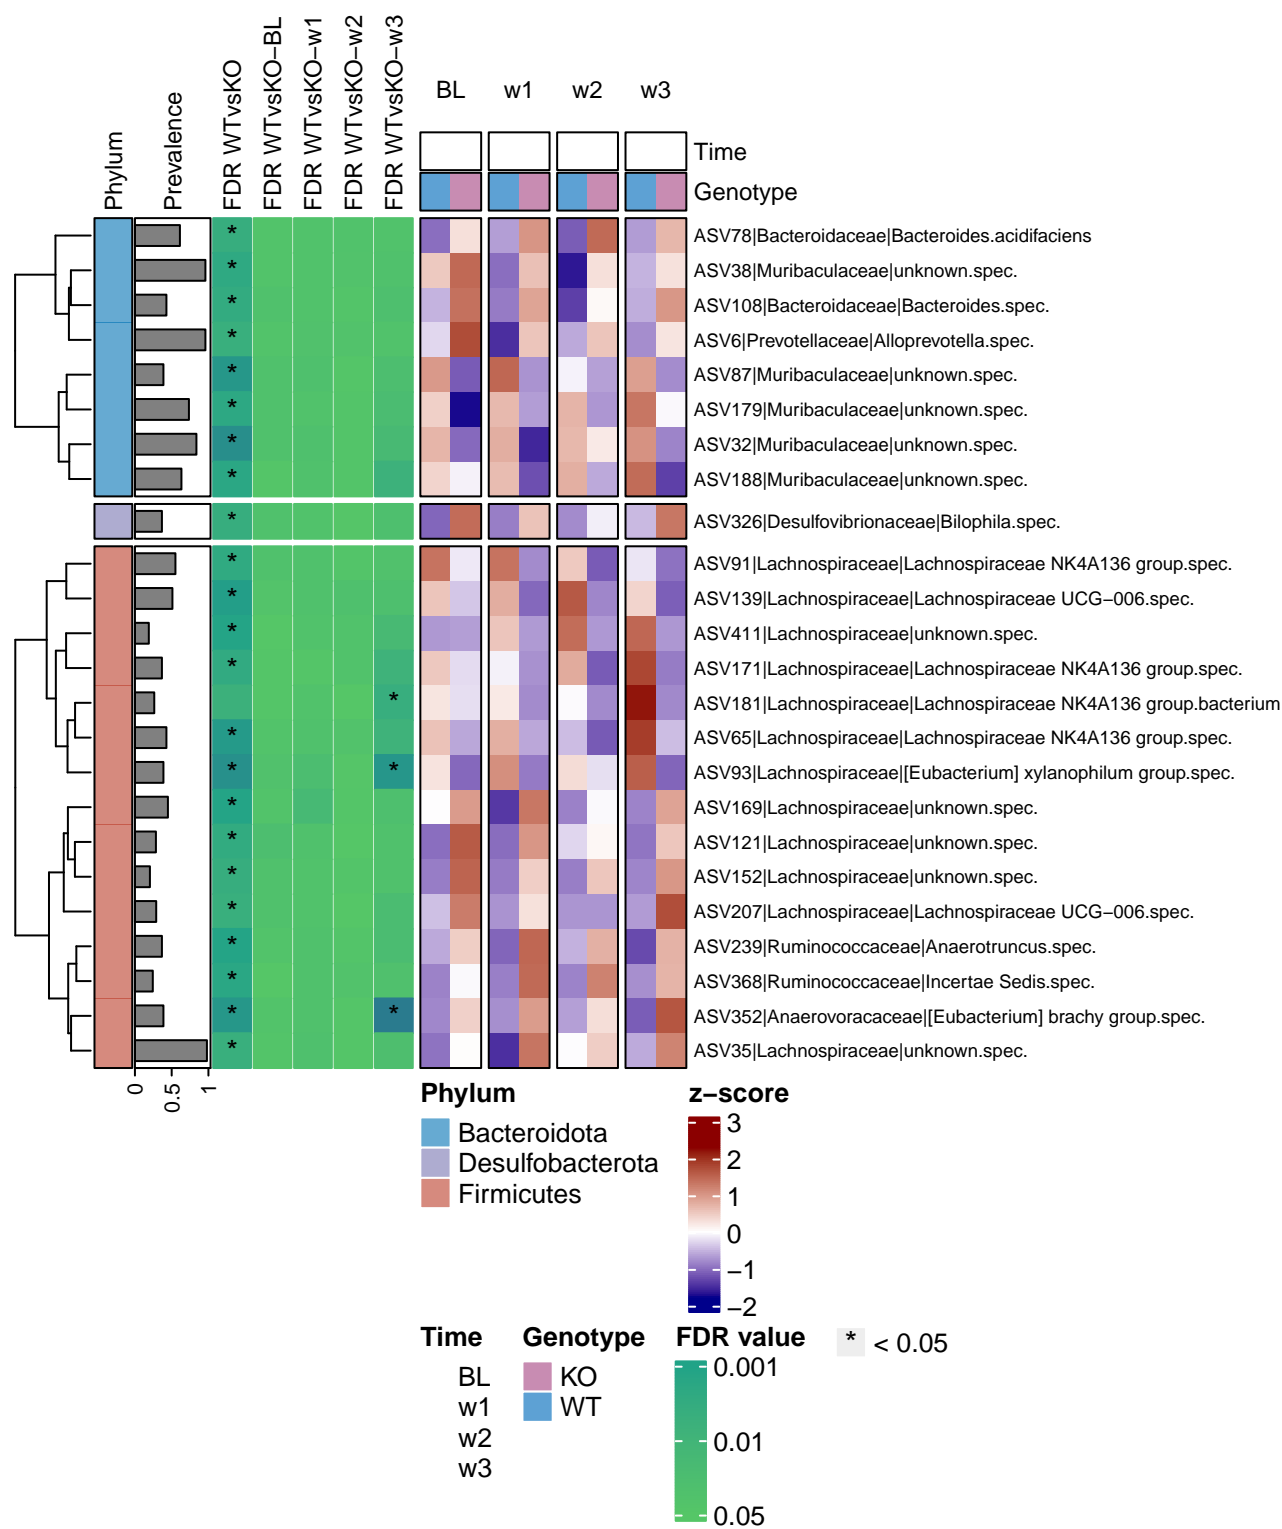 Phylum
Prevalence
FDR WTvsKO
FDR WTvsKO−BL
FDR WTvsKO−w1
FDR WTvsKO−w2
FDR WTvsKO−w3
BL w1 w2 w3
Time
Genotype
* ASV78|Bacteroidaceae|Bacteroides.acidifaciens
* ASV38|Muribaculaceae|unknown.spec.
* ASV108|Bacteroidaceae|Bacteroides.spec.
* ASV6|Prevotellaceae|Alloprevotella.spec.
* ASV87|Muribaculaceae|unknown.spec.
* ASV179|Muribaculaceae|unknown.spec.
* ASV32|Muribaculaceae|unknown.spec.
* ASV188|Muribaculaceae|unknown.spec.
* ASV326|Desulfovibrionaceae|Bilophila.spec.
* ASV91|Lachnospiraceae|Lachnospiraceae NK4A136 group.spec.
* ASV139|Lachnospiraceae|Lachnospiraceae UCG−006.spec.
* ASV411|Lachnospiraceae|unknown.spec.
* ASV171|Lachnospiraceae|Lachnospiraceae NK4A136 group.spec.
* ASV181|Lachnospiraceae|Lachnospiraceae NK4A136 group.bacterium
* ASV65|Lachnospiraceae|Lachnospiraceae NK4A136 group.spec.
* * ASV93|Lachnospiraceae|[Eubacterium] xylanophilum group.spec.
* ASV169|Lachnospiraceae|unknown.spec.
* ASV121|Lachnospiraceae|unknown.spec.
* ASV152|Lachnospiraceae|unknown.spec.
* ASV207|Lachnospiraceae|Lachnospiraceae UCG−006.spec.
* ASV239|Ruminococcaceae|Anaerotruncus.spec.
* ASV368|Ruminococcaceae|Incertae Sedis.spec.
* * ASV352|Anaerovoracaceae|[Eubacterium] brachy group.spec.
* ASV35|Lachnospiraceae|unknown.spec.
0 0.5 1
Phylum
Bacteroidota
Desulfobacterota
Firmicutes
z−score
3
2
1
0
−1
−2
Time
BL
w1
w2
w3
Genotype
KO
WT
FDR value
0.001
0.01
0.05
* < 0.05